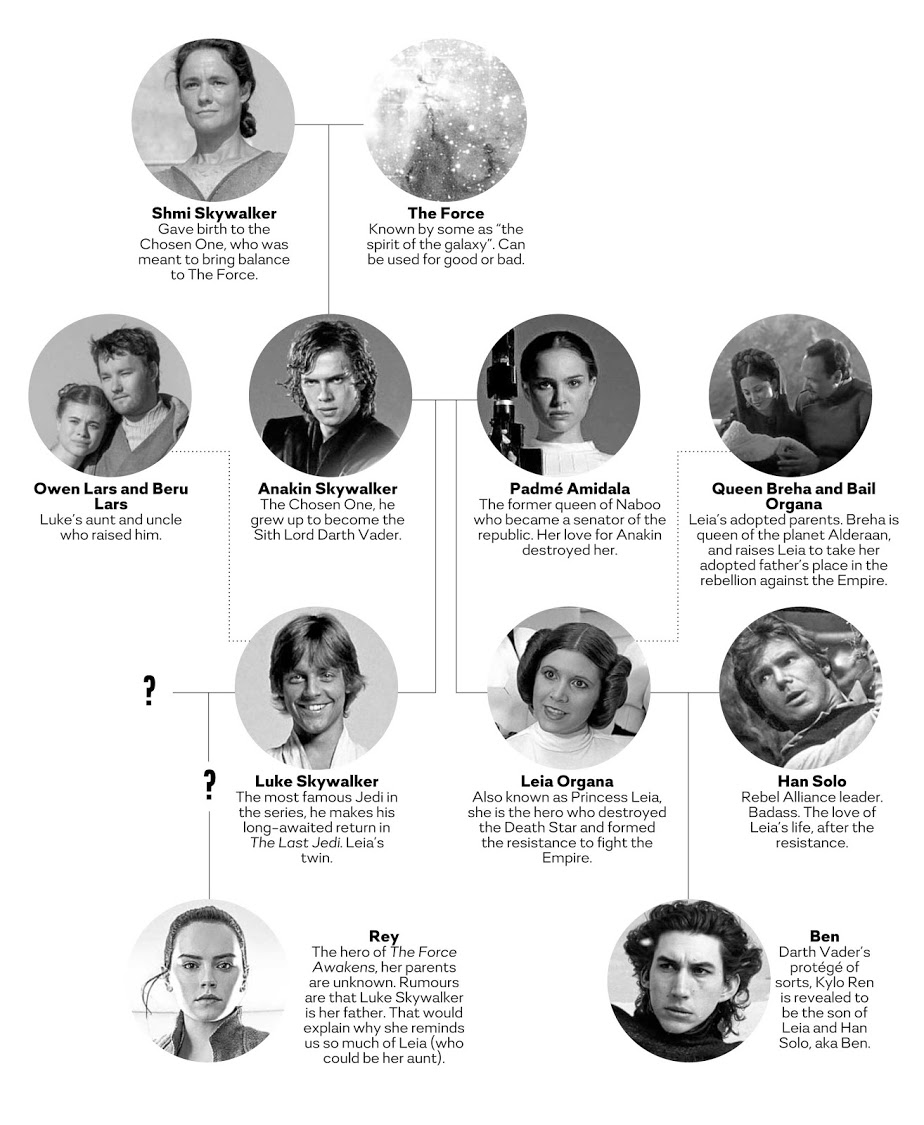 Shmi Skywalker
Gave birth to the
Chosen One, who was
meant to bring balance
to The Force.
The Force
Known by some as “the
spirit of the galaxy”. Can
be used for good or bad.
Owen Lars and Beru
Lars
Luke’s aunt and uncle
who raised him.
Anakin Skywalker
The Chosen One, he
grew up to become the
Sith Lord Darth Vader.
Padmé Amidala
The former queen of Naboo
who became a senator of the
republic. Her love for Anakin
destroyed her.
Queen Breha and Bail
Organa
Leia’s adopted parents. Breha is
queen of the planet Alderaan,
and raises Leia to take her
adopted father’s place in the
rebellion against the Empire.
?
?
Luke Skywalker
The most famous Jedi in
the series, he makes his
long-awaited return in
The Last Jedi. Leia’s
twin.
Leia Organa
Also known as Princess Leia,
she is the hero who destroyed
the Death Star and formed
the resistance to fight the
Empire.
Han Solo
Rebel Alliance leader.
Badass. The love of
Leia’s life, after the
resistance.
Rey
The hero of The Force
Awakens, her parents
are unknown. Rumours
are that Luke Skywalker
is her father. That would
explain why she reminds
us so much of Leia (who
could be her aunt).
Ben
Darth Vader’s
protégé of
sorts, Kylo Ren
is revealed to
be the son of
Leia and Han
Solo, aka Ben.